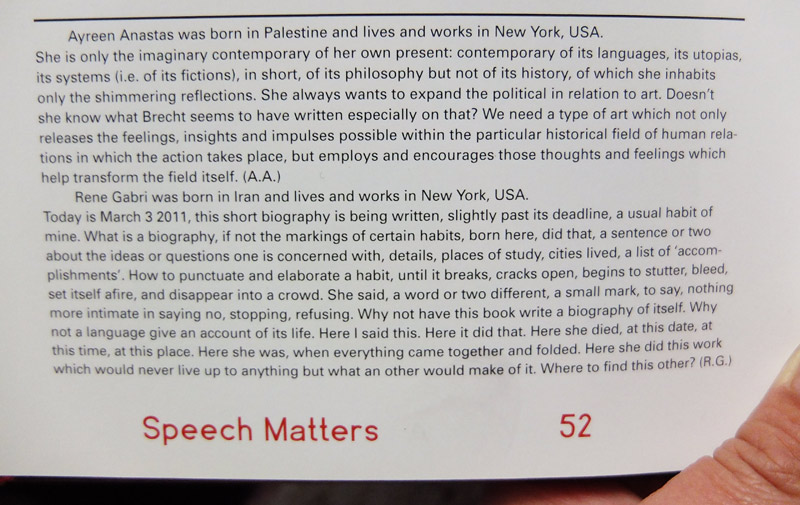 Ayreen Anastas was born in Palestine and lives and works in New York, USA.
She is only the imaginary contemporary of her own present: contemporary of its languages, its utopias,
its systems (i.e. of its fictions), in short, of its philosophy but not of its history, of which she inhabits
only the shimmering reflections. She always wants to expand the political in relation to art. Doesn't
she know what Brecht seems to have written especially on that? We need a type of art which not only
releases the feelings, insights and impulses possible within the particular historical field of human rela-
tions in which the action takes place, but employs and encourages those thoughts and feelings which
help transform the field itself. (A.A.)
Rene Gabri was born in Iran and lives and works in New York, USA.
Today is March 3 2011, this short biography is being written, slightly past its deadline, a usual habit of
mine. What is a biography, if not the markings of certain habits, born here, did that, a sentence or two
about the ideas or questions one is concerned with, details, places of study, cities lived, a list of 'accom-
plishments'. How to punctuate and elaborate a habit, until it breaks, cracks open, begins to stutter, bleed,
set itself afire, and disappear into a crowd. She said, a word or two different, a small mark, to say, nothing
more intimate in saying no, stopping, refusing. Why not have this book write a biography of itself. Why
not a language give an account of its life. Here I said this. Here it did that. Here she died, at this date, at
this time, at this place. Here she was, when everything came together and folded. Here she did this work
which would never live up to anything but what an other would make of it. Where to find this other? (R.G.)
Speech Matters 52